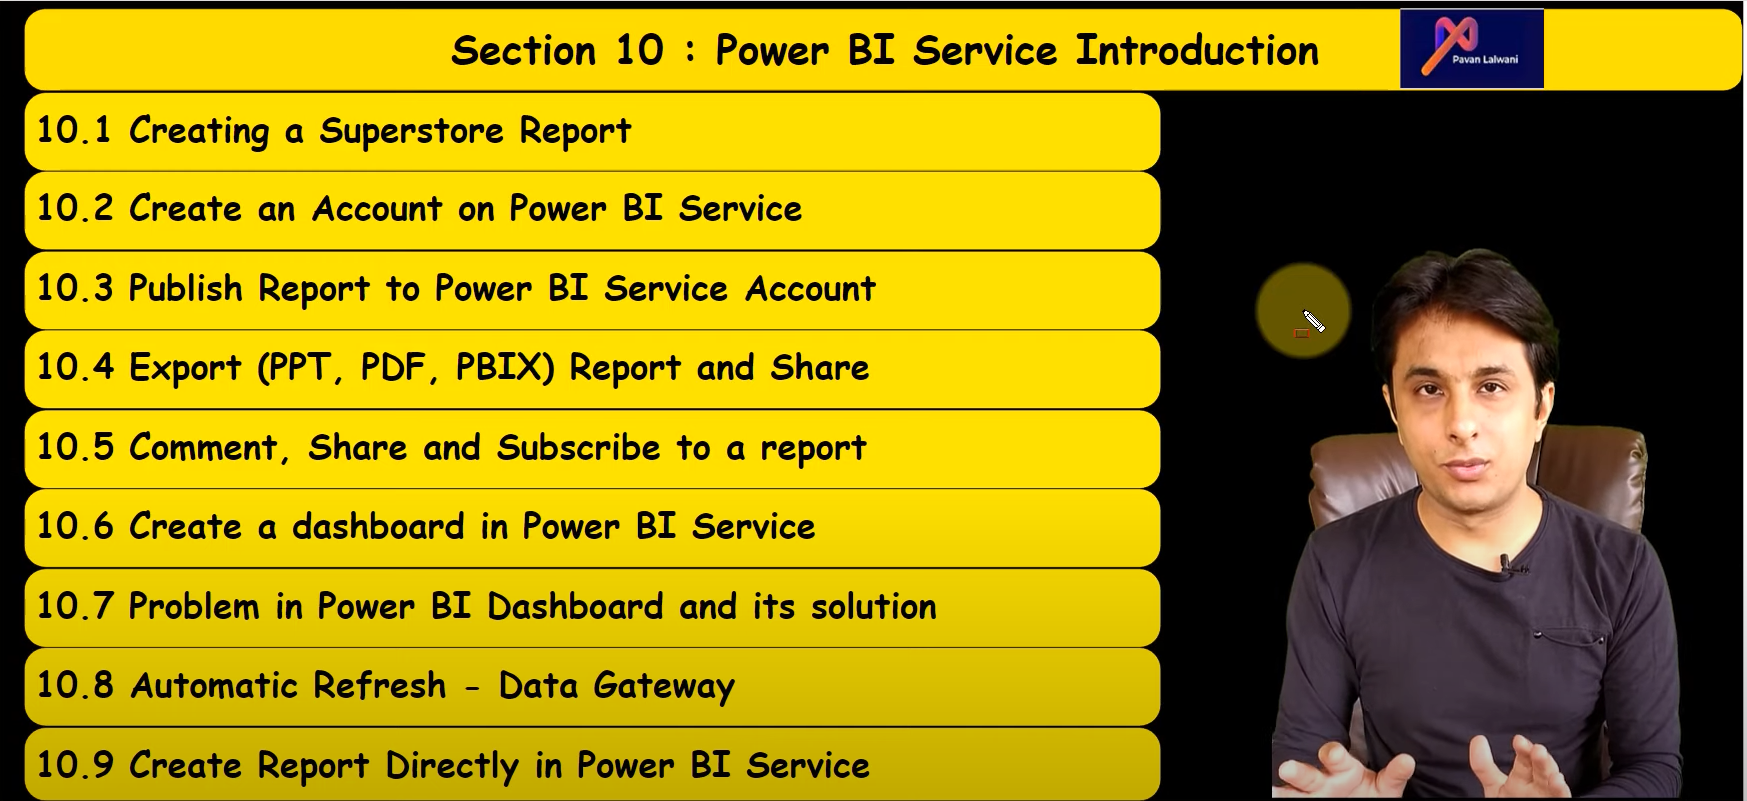 Section 10 : Power BI Service Introduction
Pavan Lalwani
10.1 Creating a Superstore Report
10.2 Create an Account on Power BI Service
10.3 Publish Report to Power BI Service Account
10.4 Export (PPT, PDF, PBIX) Report and Share
10.5 Comment, Share and Subscribe to a report
10.6 Create a dashboard in Power BI Service
10.7 Problem in Power BI Dashboard and its solution
10.8 Automatic Refresh - Data Gateway
10.9 Create Report Directly in Power BI Service